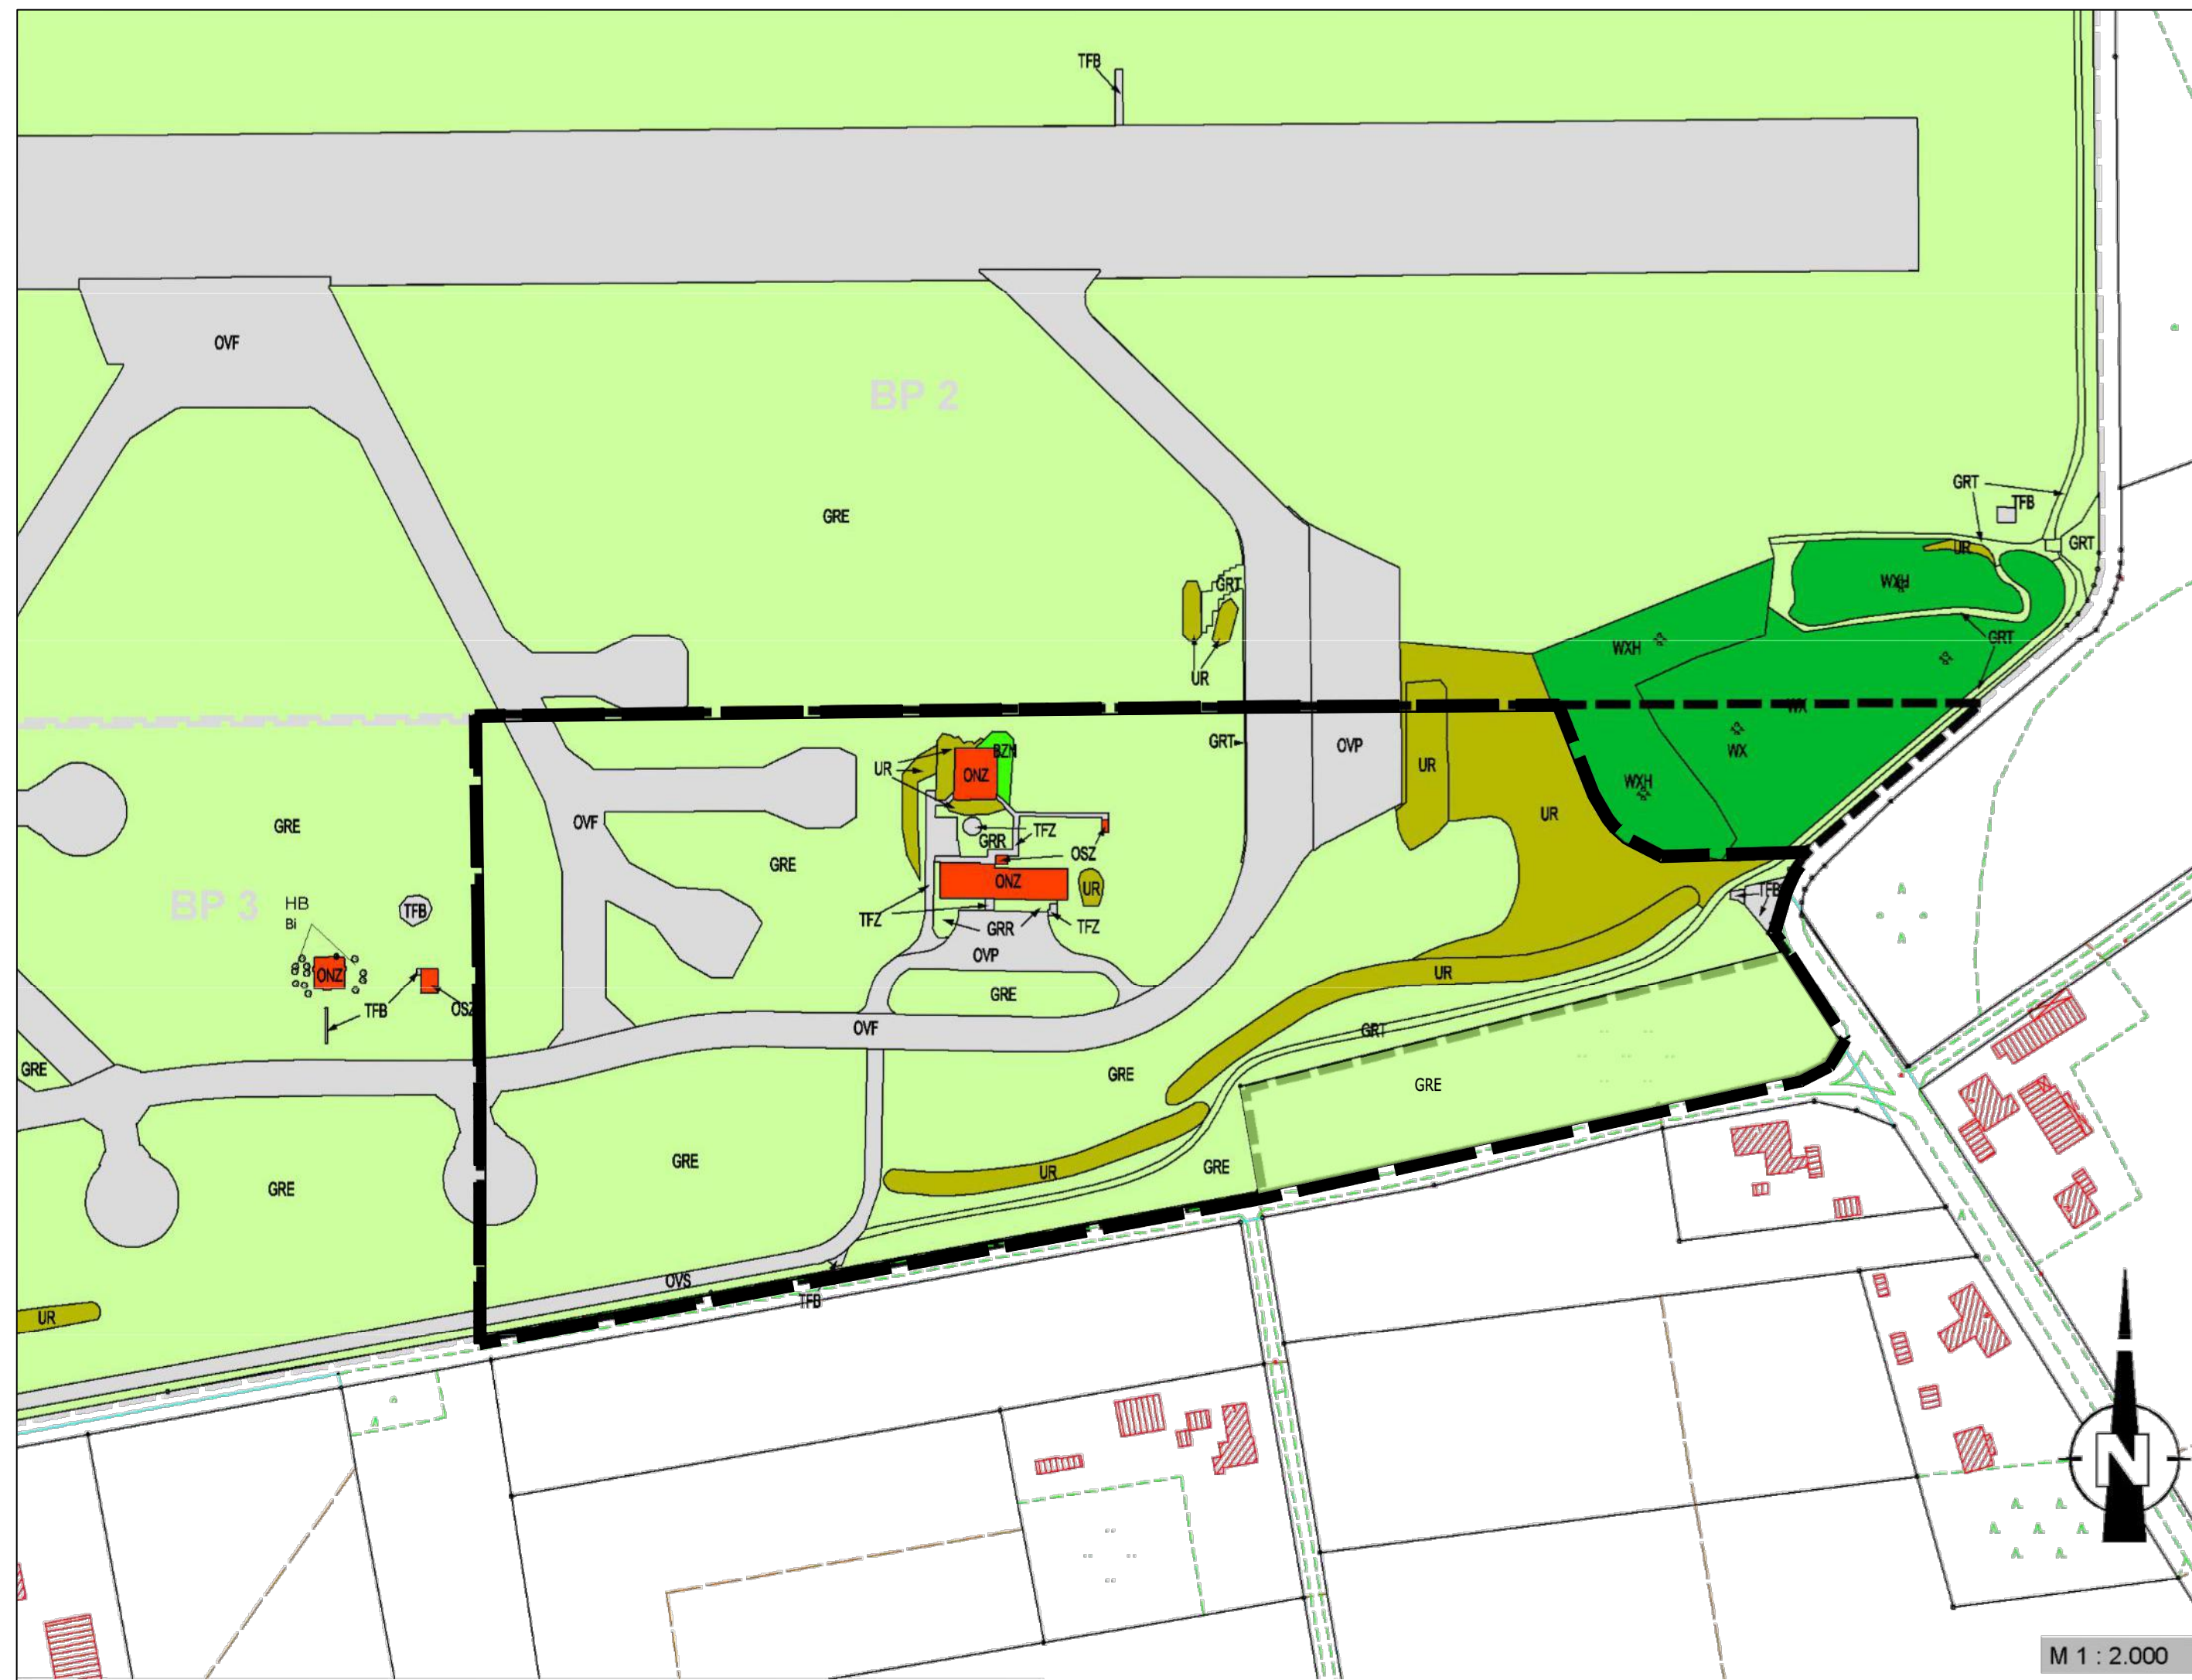 TFB
OVF
BP 2
GRE
GRT
TFB
GRT
UR
WXH
GRT
GRT
WXH
UR
WX
GRT
OVP
UR
BZN
ONZ
UR
WX
WXH
UR
GRE
OVF
GRE
TFZ
GRR
OSZ
ONZ
UR
TFB
BP 3
HB
Bi
TFB
TFZ
GRR
TFZ
OVP
ONZ
TFB
OSZ
GRE
UR
OVF
GRT
GRE
GRE
GRE
GRE
GRE
GRE
UR
OVS
TFB
UR
N
M 1 : 2.000